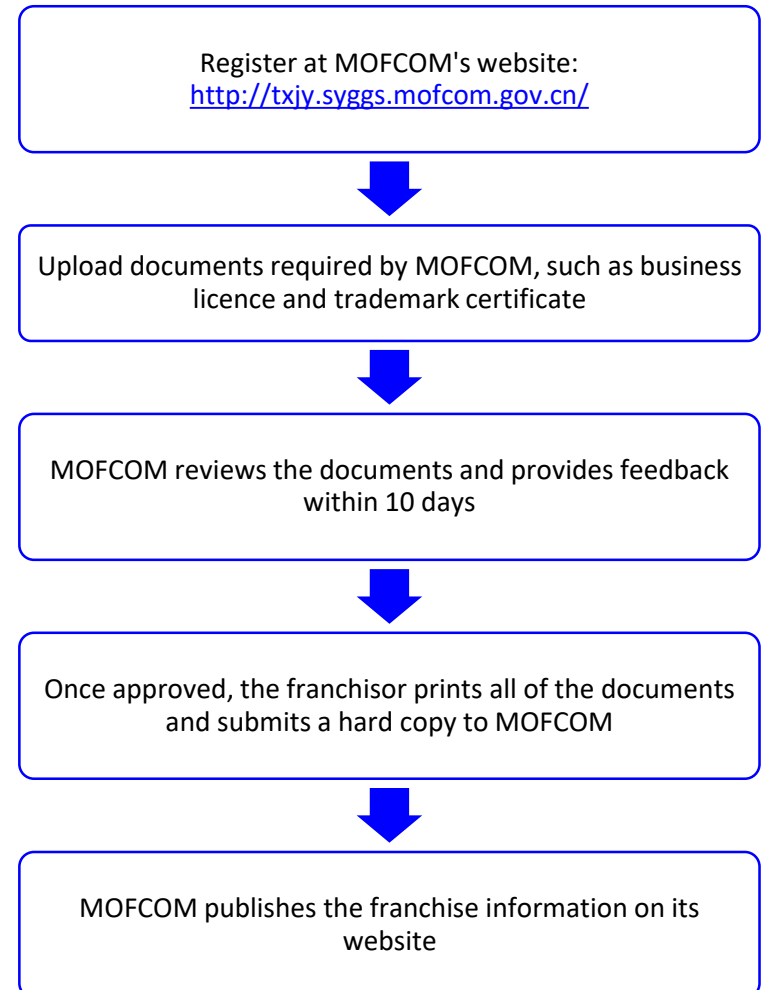 Register at MOFCOM's website:
http://txjy.syggs.mofcom.gov.cn/
Upload documents required by MOFCOM, such as business
licence and trademark certificate
MOFCOM reviews the documents and provides feedback
within 10 days
Once approved, the franchisor prints all of the documents
and submits a hard copy to MOFCOM
MOFCOM publishes the franchise information on its
website